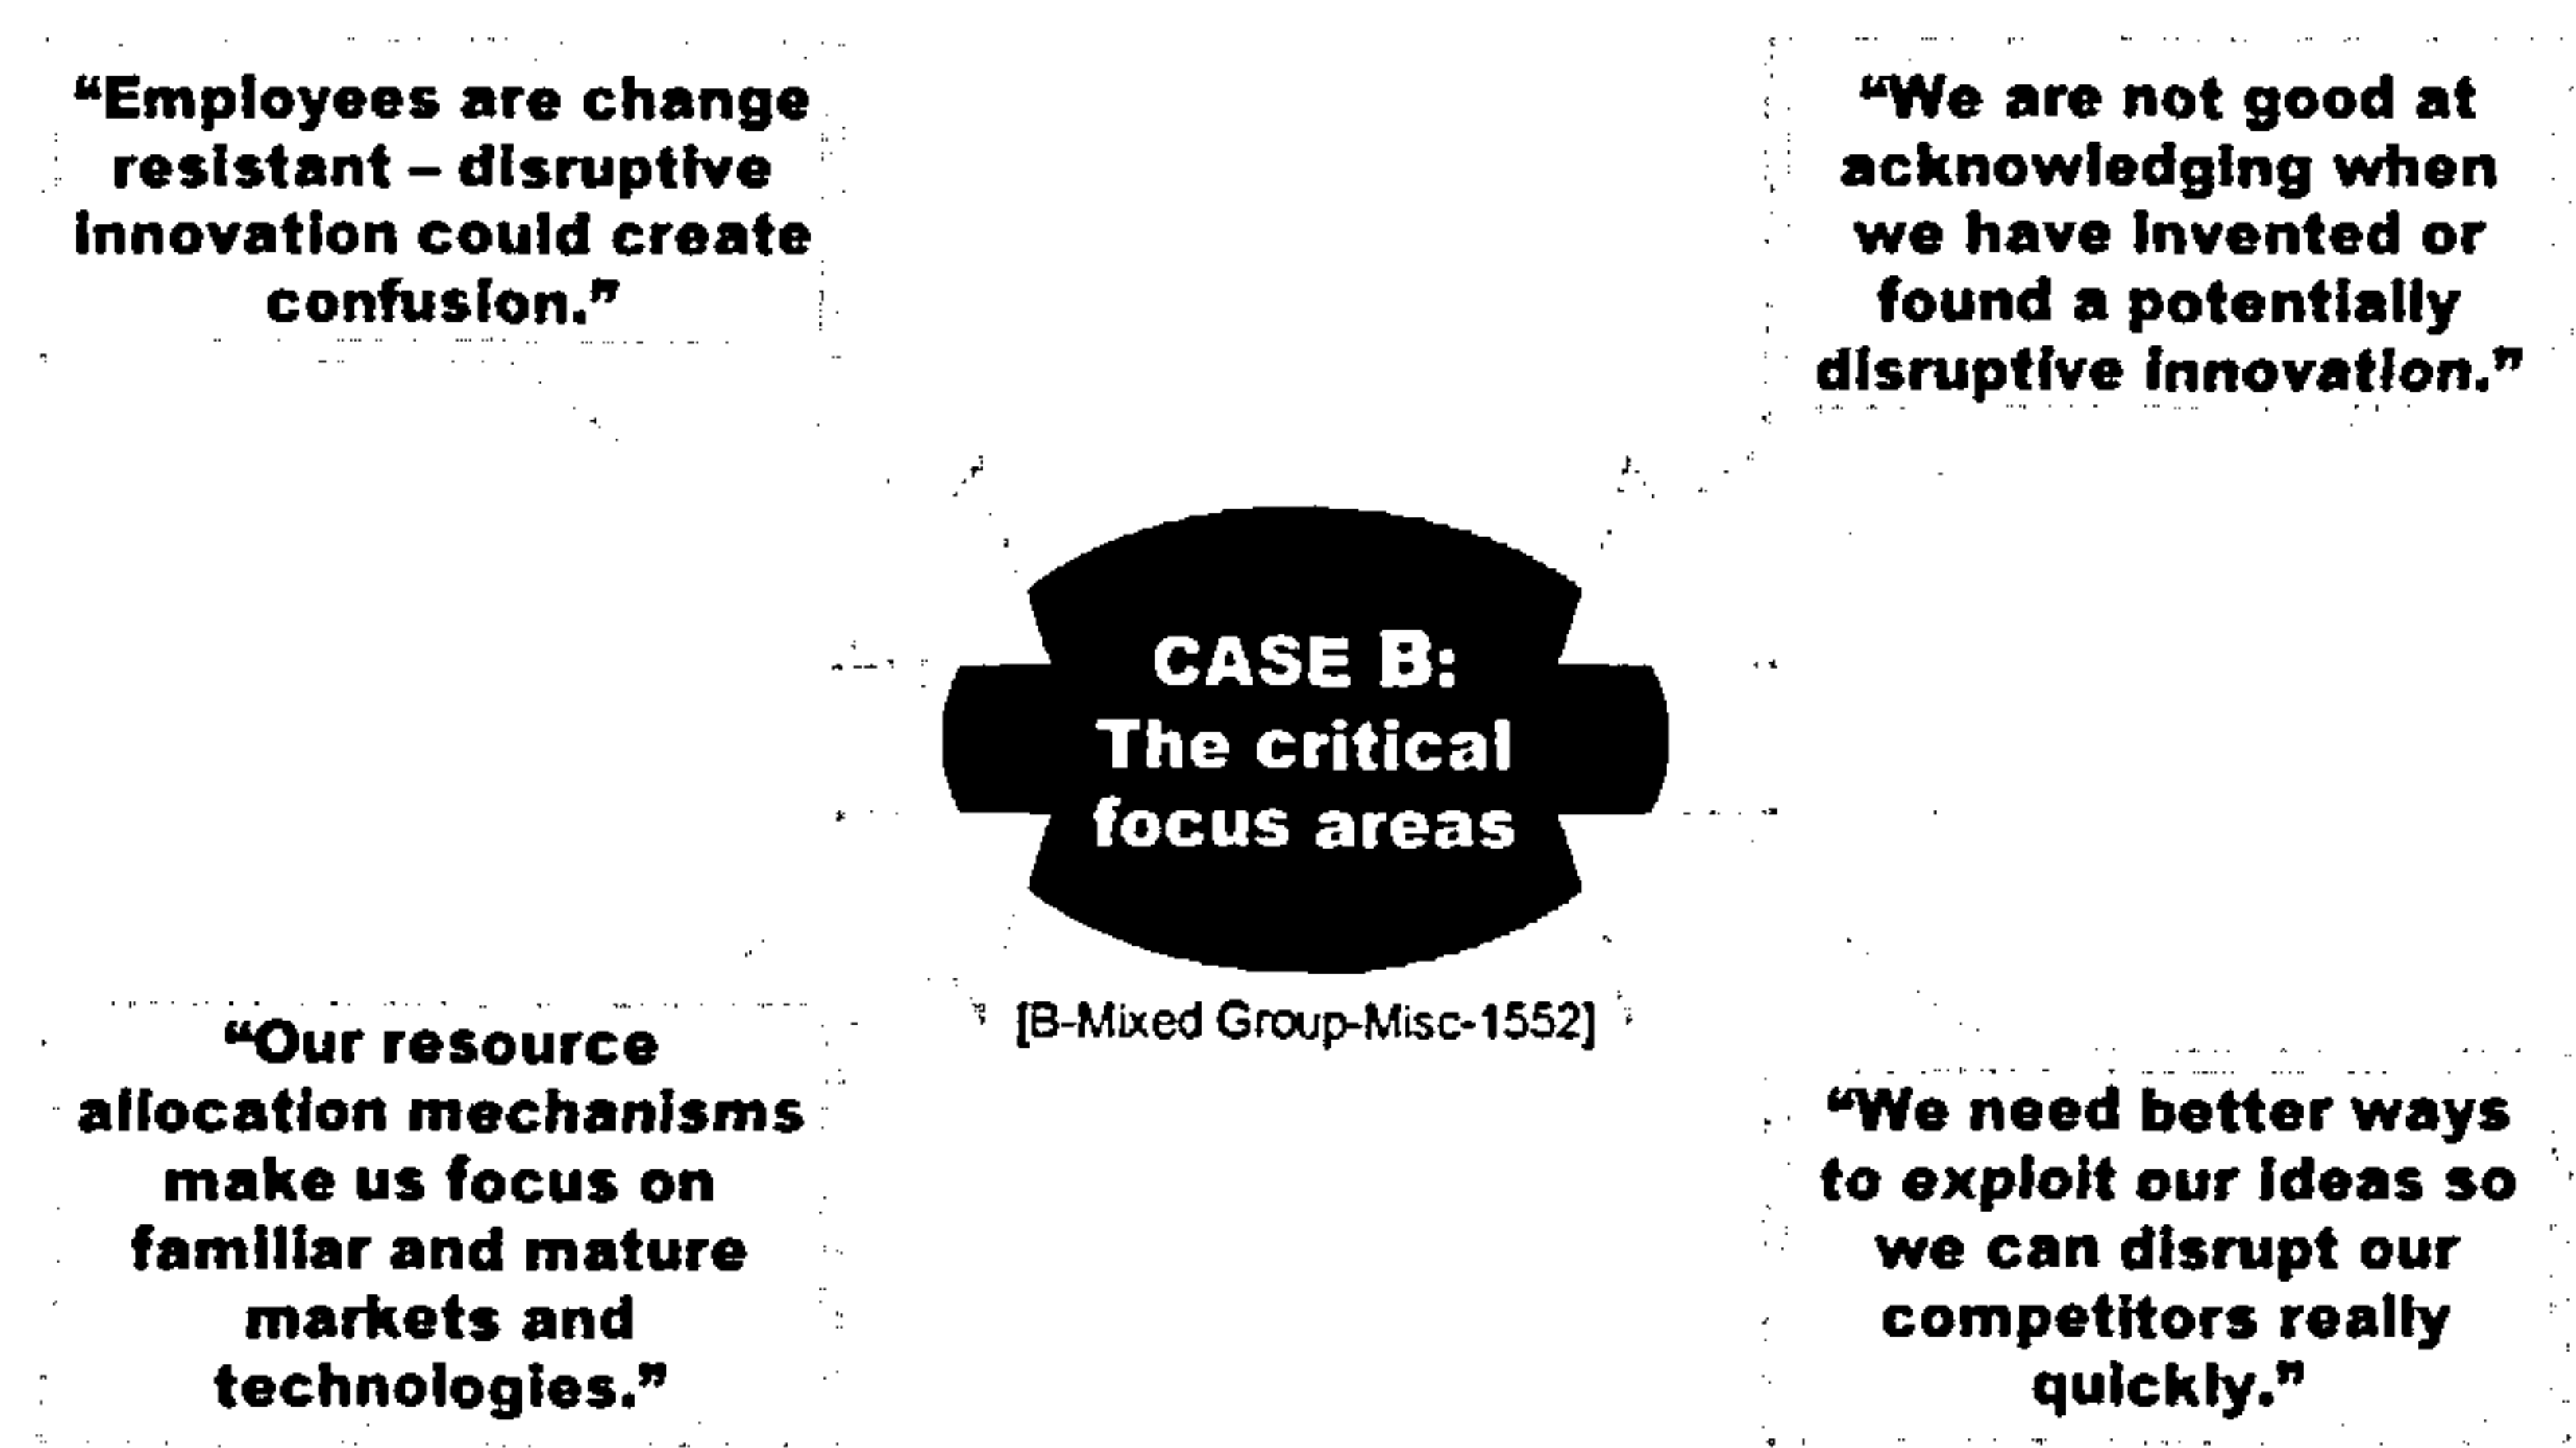 “Employees are change
resistant – disruptive
innovation could create
confusion.”
“We are not good at
acknowledging when
we have invented or
found a potentially
disruptive innovation.”
CASE B:
The critical
focus areas
[B-Mixed Group-Misc-1552]
“Our resource
allocation mechanisms
make us focus on
familiar and mature
markets and
technologies.”
“We need better ways
to exploit our ideas so
we can disrupt our
competitors really
quickly.”